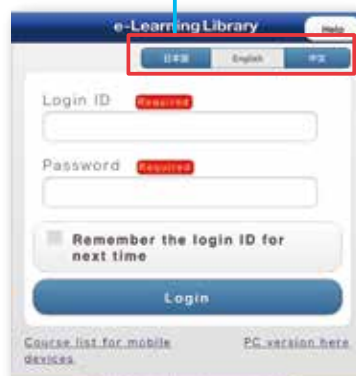 e-Learning Library
Help
日本語 English 中文
Login ID Required
Password Required
Remember the login ID for
next time
Login
Course list for mobile
devices
PC version here